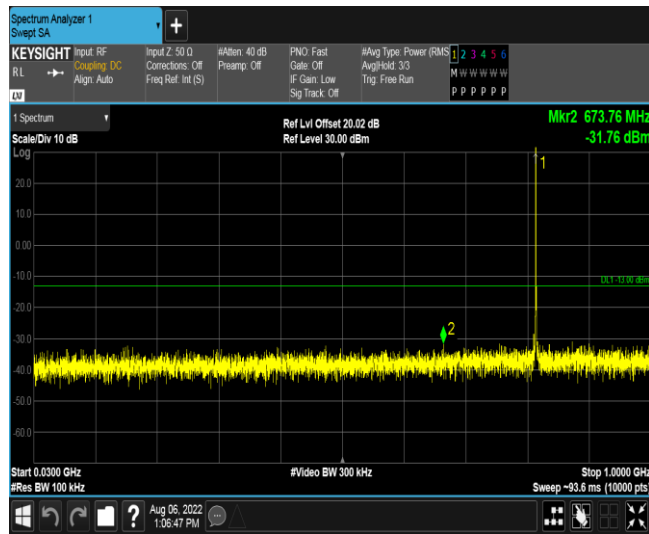 Spectrum Analyzer 1
Swept SA
KEYSIGHT
RL
LXI
Input: RF
Coupling: DC
Align: Auto
Input Z: 50 Ω
Corrections: Off
Freq Ref: Int (S)
#Atten: 40 dB
Preamp: Off
PNO: Fast
Gate: Off
IF Gain: Low
Sig Track: Off
#Avg Type: Power (RMS
Avg|Hold: 3/3
Trig: Free Run
1 2 3 4 5 6
M W W W W W
P P P P P P
1 Spectrum
Scale/Div 10 dB
Ref Lvl Offset 20.02 dB
Ref Level 30.00 dBm
Mkr2 673.76 MHz
-31.76 dBm
Log
1
20.0
10.0
0.00
-10.0
DL1 -13.00 dBm
-20.0
2
-30.0
-40.0
-50.0
-60.0
Start 0.0300 GHz
#Video BW 300 kHz
Stop 1.0000 GHz
#Res BW 100 kHz
Sweep ~93.6 ms (10000 pts)
?
Aug 06, 2022
1:06:47 PM